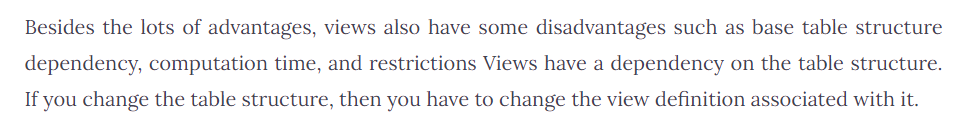 Besides the lots of advantages, views also have some disadvantages such as base table structure
dependency, computation time, and restrictions Views have a dependency on the table structure.
If you change the table structure, then you have to change the view definition associated with it.